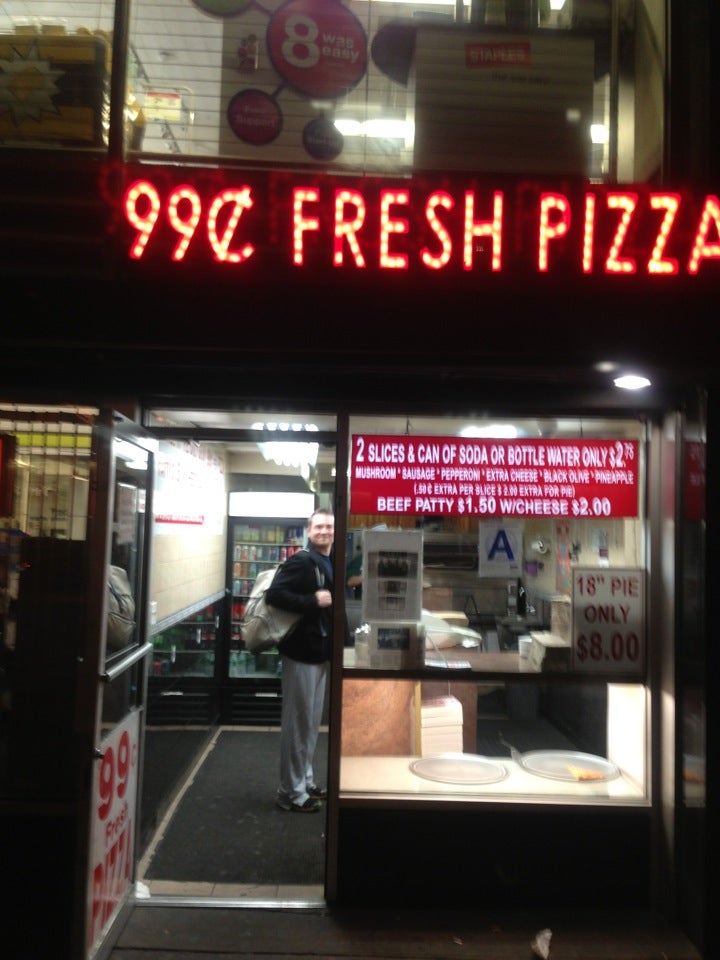 8 was
easy
STAPLES
99¢ FRESH PIZZA
2 SLICES & CAN OF SODA OR BOTTLE WATER ONLY $2.75
MUSHROOM * SAUSAGE * PEPPERONI * EXTRA CHEESE * BLACK OLIVE * PINEAPPLE
(.50 ¢ EXTRA PER SLICE $ 2.00 EXTRA FOR PIE)
BEEF PATTY $1.50 W/CHEESE $2.00
A
18" PIE
ONLY
$8.00
99¢
Fresh
PIZZA